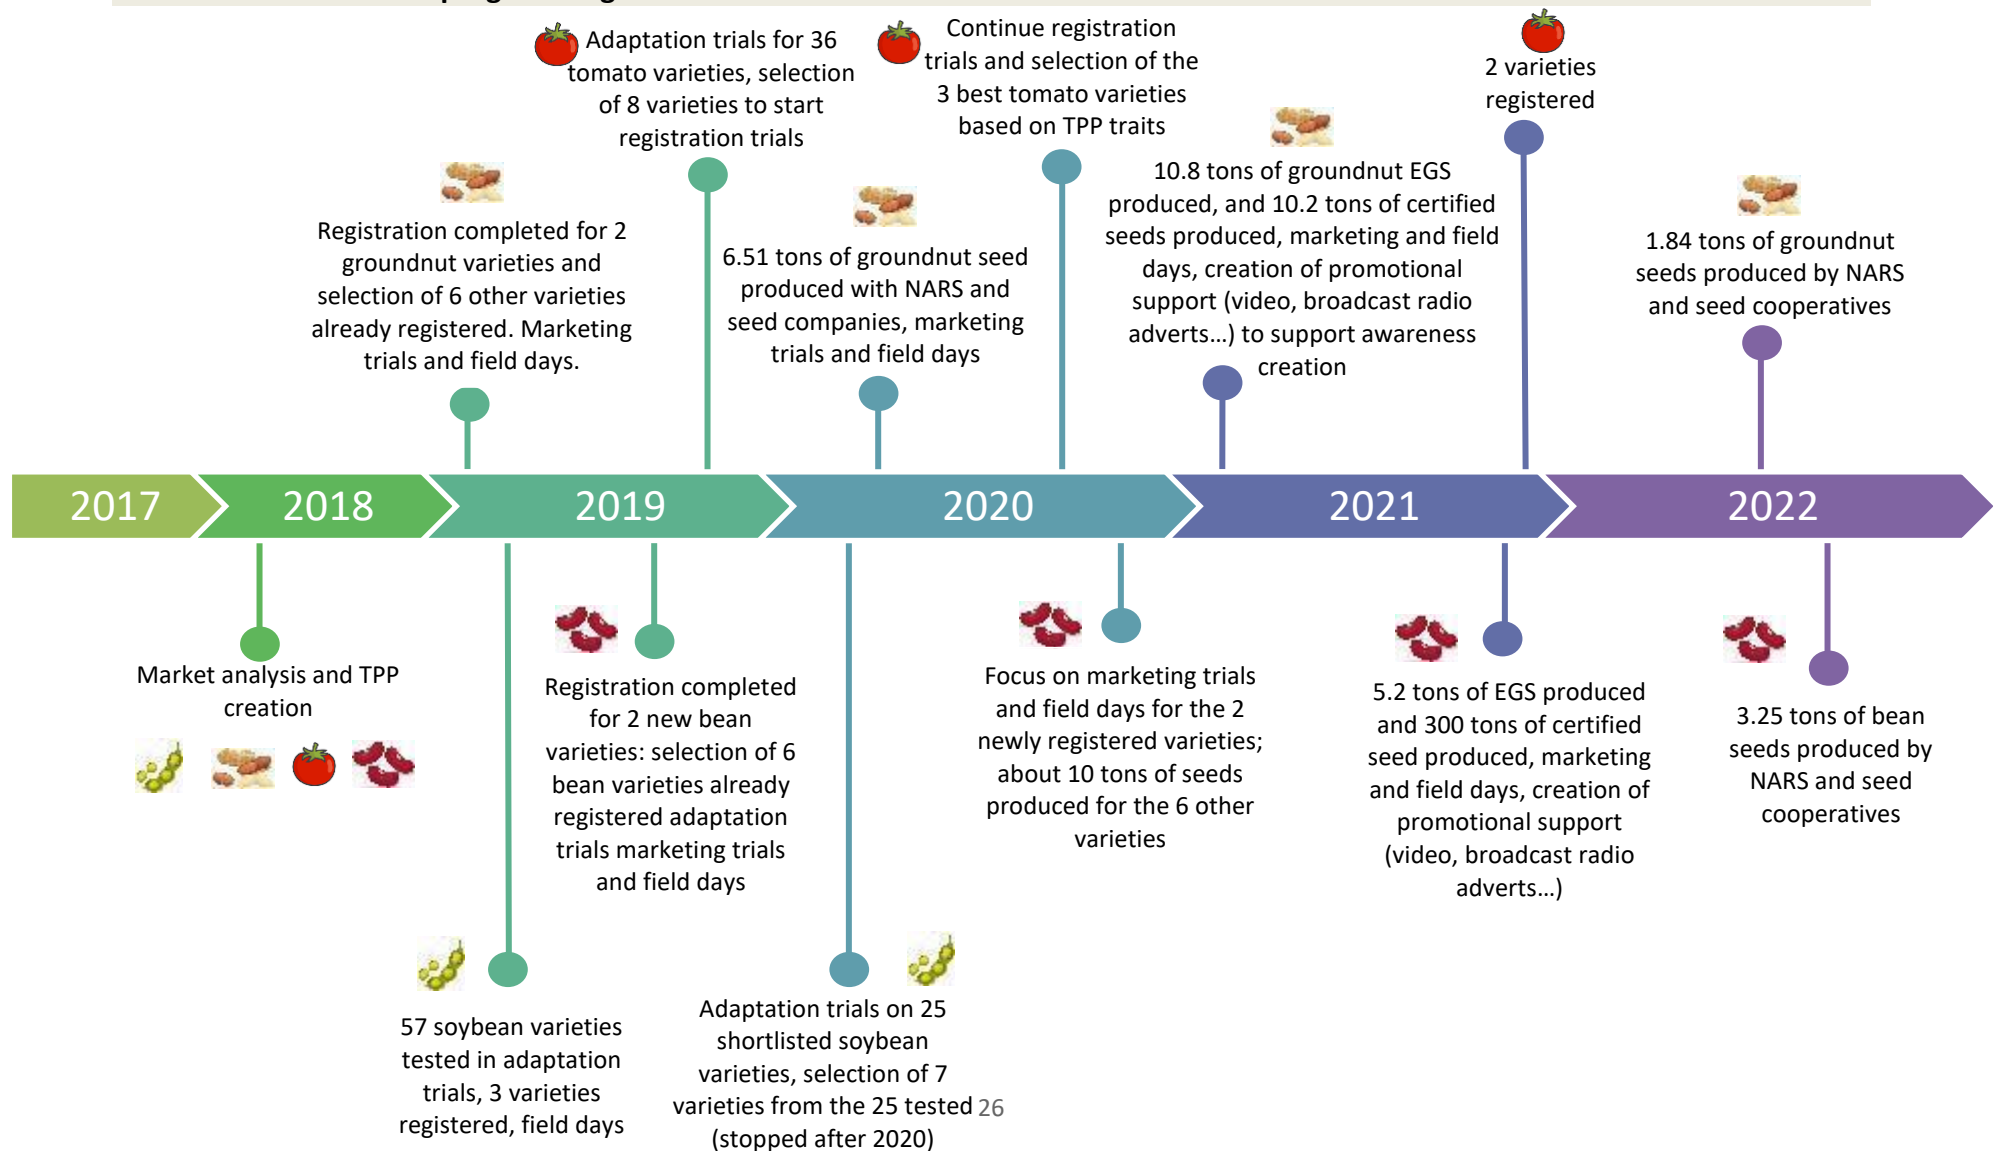 Adaptation trials for 36
tomato varieties, selection
of 8 varieties to start
registration trials
Continue registration
trials and selection of the
3 best tomato varieties
based on TPP traits
2 varieties
registered
Registration completed for 2
groundnut varieties and
selection of 6 other varieties
already registered. Marketing
trials and field days.
6.51 tons of groundnut seed
produced with NARS and
seed companies, marketing
trials and field days
10.8 tons of groundnut EGS
produced, and 10.2 tons of certified
seeds produced, marketing and field
days, creation of promotional
support (video, broadcast radio
adverts…) to support awareness
creation
1.84 tons of groundnut
seeds produced by NARS
and seed cooperatives
2017
2018
2019
2020
2021
2022
Market analysis and TPP
creation
Registration completed
for 2 new bean
varieties: selection of 6
bean varieties already
registered adaptation
trials marketing trials
and field days
Focus on marketing trials
and field days for the 2
newly registered varieties;
about 10 tons of seeds
produced for the 6 other
varieties
5.2 tons of EGS produced
and 300 tons of certified
seed produced, marketing
and field days, creation of
promotional support
(video, broadcast radio
adverts…)
3.25 tons of bean
seeds produced by
NARS and seed
cooperatives
57 soybean varieties
tested in adaptation
trials, 3 varieties
registered, field days
Adaptation trials on 25
shortlisted soybean
varieties, selection of 7
varieties from the 25 tested
(stopped after 2020)
26